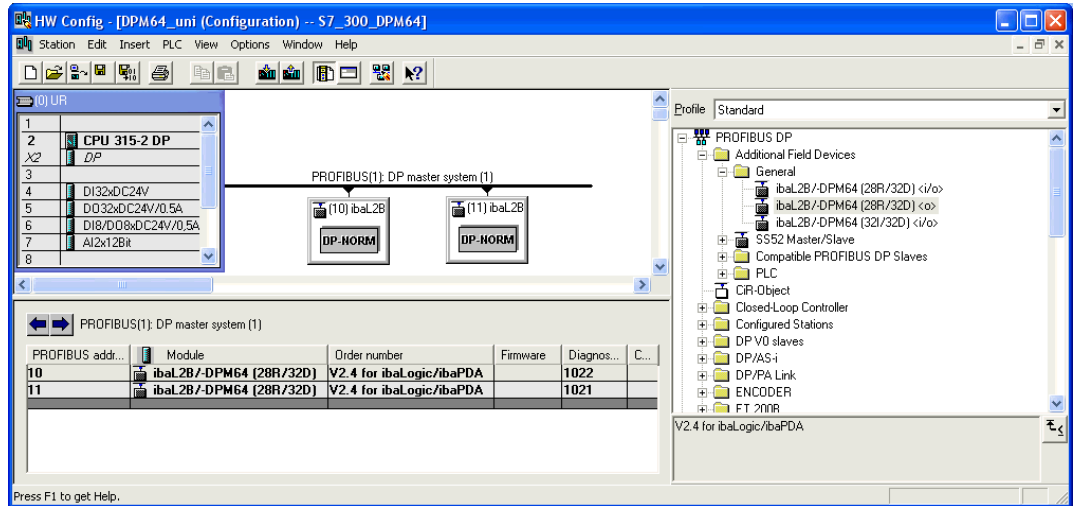 HW Config - [DPM64_uni (Configuration) -- S7_300_DPM64]
Station Edit Insert PLC View Options Window Help
(0) UR
1
2 CPU 315-2 DP
X2 DP
3
4 DI32xDC24V
5 DO32xDC24V/0.5A
6 DI8/DO8xDC24V/0,5A
7 AI2x12Bit
8
PROFIBUS(1): DP master system (1)
(10) ibaL2B
DP-NORM
(11) ibaL2B
DP-NORM
Profile Standard
PROFIBUS DP
Additional Field Devices
General
ibaL2B/-DPM64 (28R/32D) <i/o>
ibaL2B/-DPM64 (28R/32D) <o>
ibaL2B/-DPM64 (32I/32D) <i/o>
SS52 Master/Slave
Compatible PROFIBUS DP Slaves
PLC
CiR-Object
Closed-Loop Controller
Configured Stations
DP V0 slaves
DP/AS-i
DP/PA Link
ENCODER
ET 200B
V2.4 for ibaLogic/ibaPDA
PROFIBUS(1): DP master system (1)
PROFIBUS addr... Module Order number Firmware Diagnos... C...
10 ibaL2B/-DPM64 (28R/32D) V2.4 for ibaLogic/ibaPDA 1022
11 ibaL2B/-DPM64 (28R/32D) V2.4 for ibaLogic/ibaPDA 1021
Press F1 to get Help.